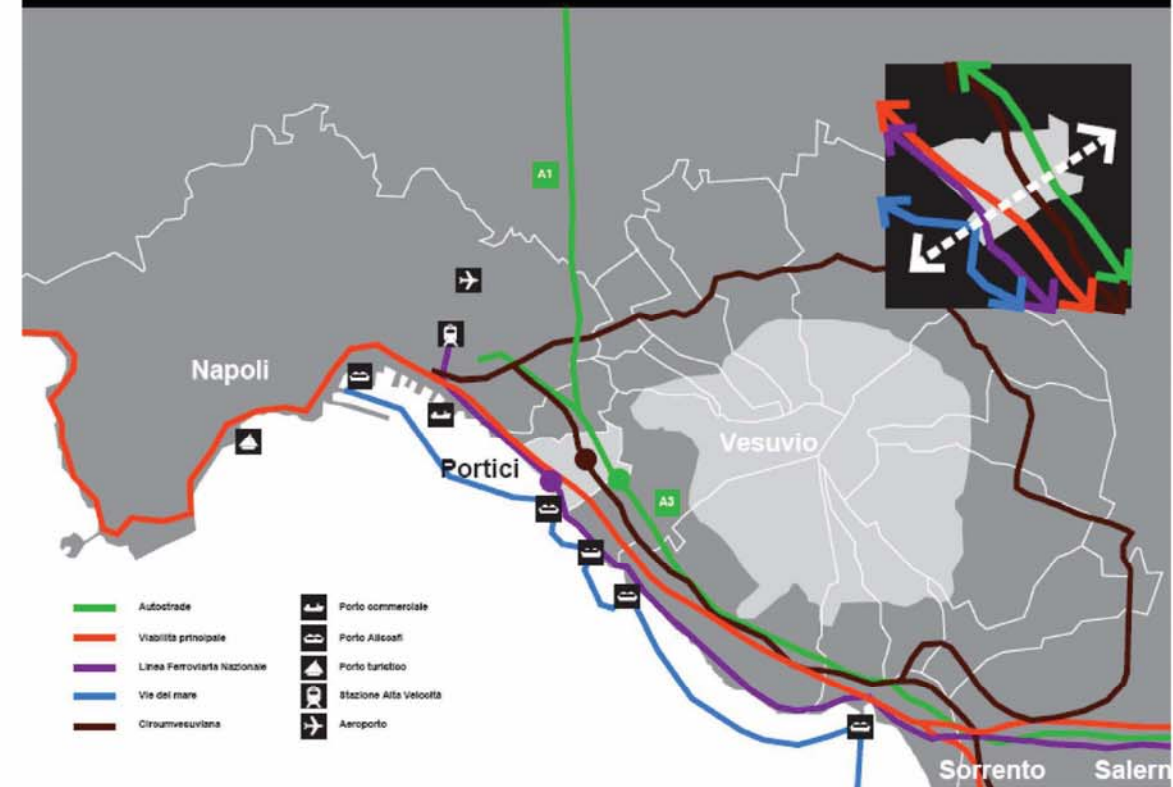 A1
Napoli
Vesuvio
Portici
A3
Autostrade
Viabilità principale
Linea Ferroviaria Nazionale
Vie del mare
Circumvesuviana
Porto commerciale
Porto Aliscafi
Porto turistico
Stazione Alta Velocità
Aeroporto
Sorrento
Salern